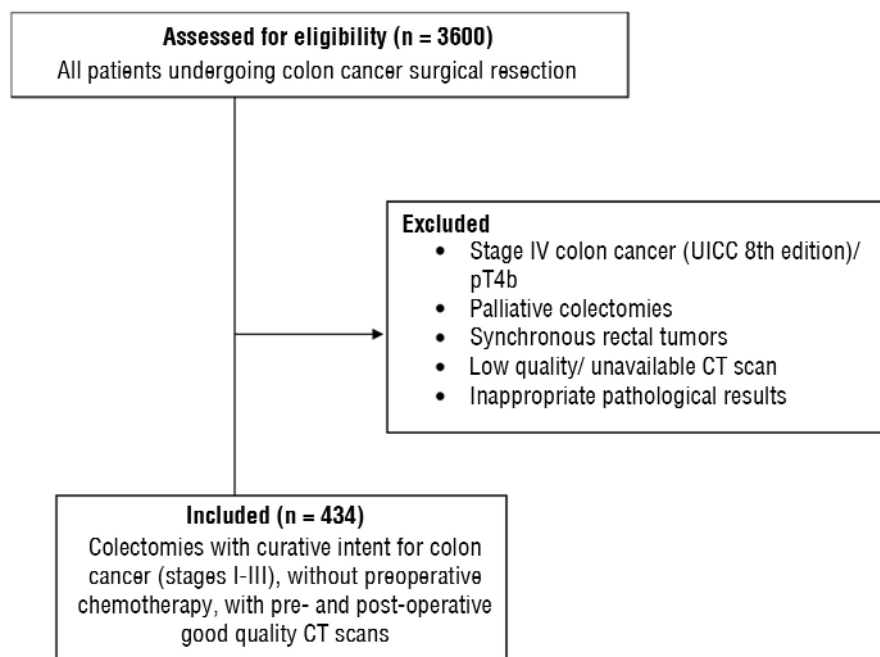 Assessed for eligibility (n = 3600)
All patients undergoing colon cancer surgical resection
Excluded
• Stage IV colon cancer (UICC 8th edition)/
pT4b
• Palliative colectomies
• Synchronous rectal tumors
• Low quality/ unavailable CT scan
• Inappropriate pathological results
Included (n = 434)
Colectomies with curative intent for colon
cancer (stages I-III), without preoperative
chemotherapy, with pre- and post-operative
good quality CT scans